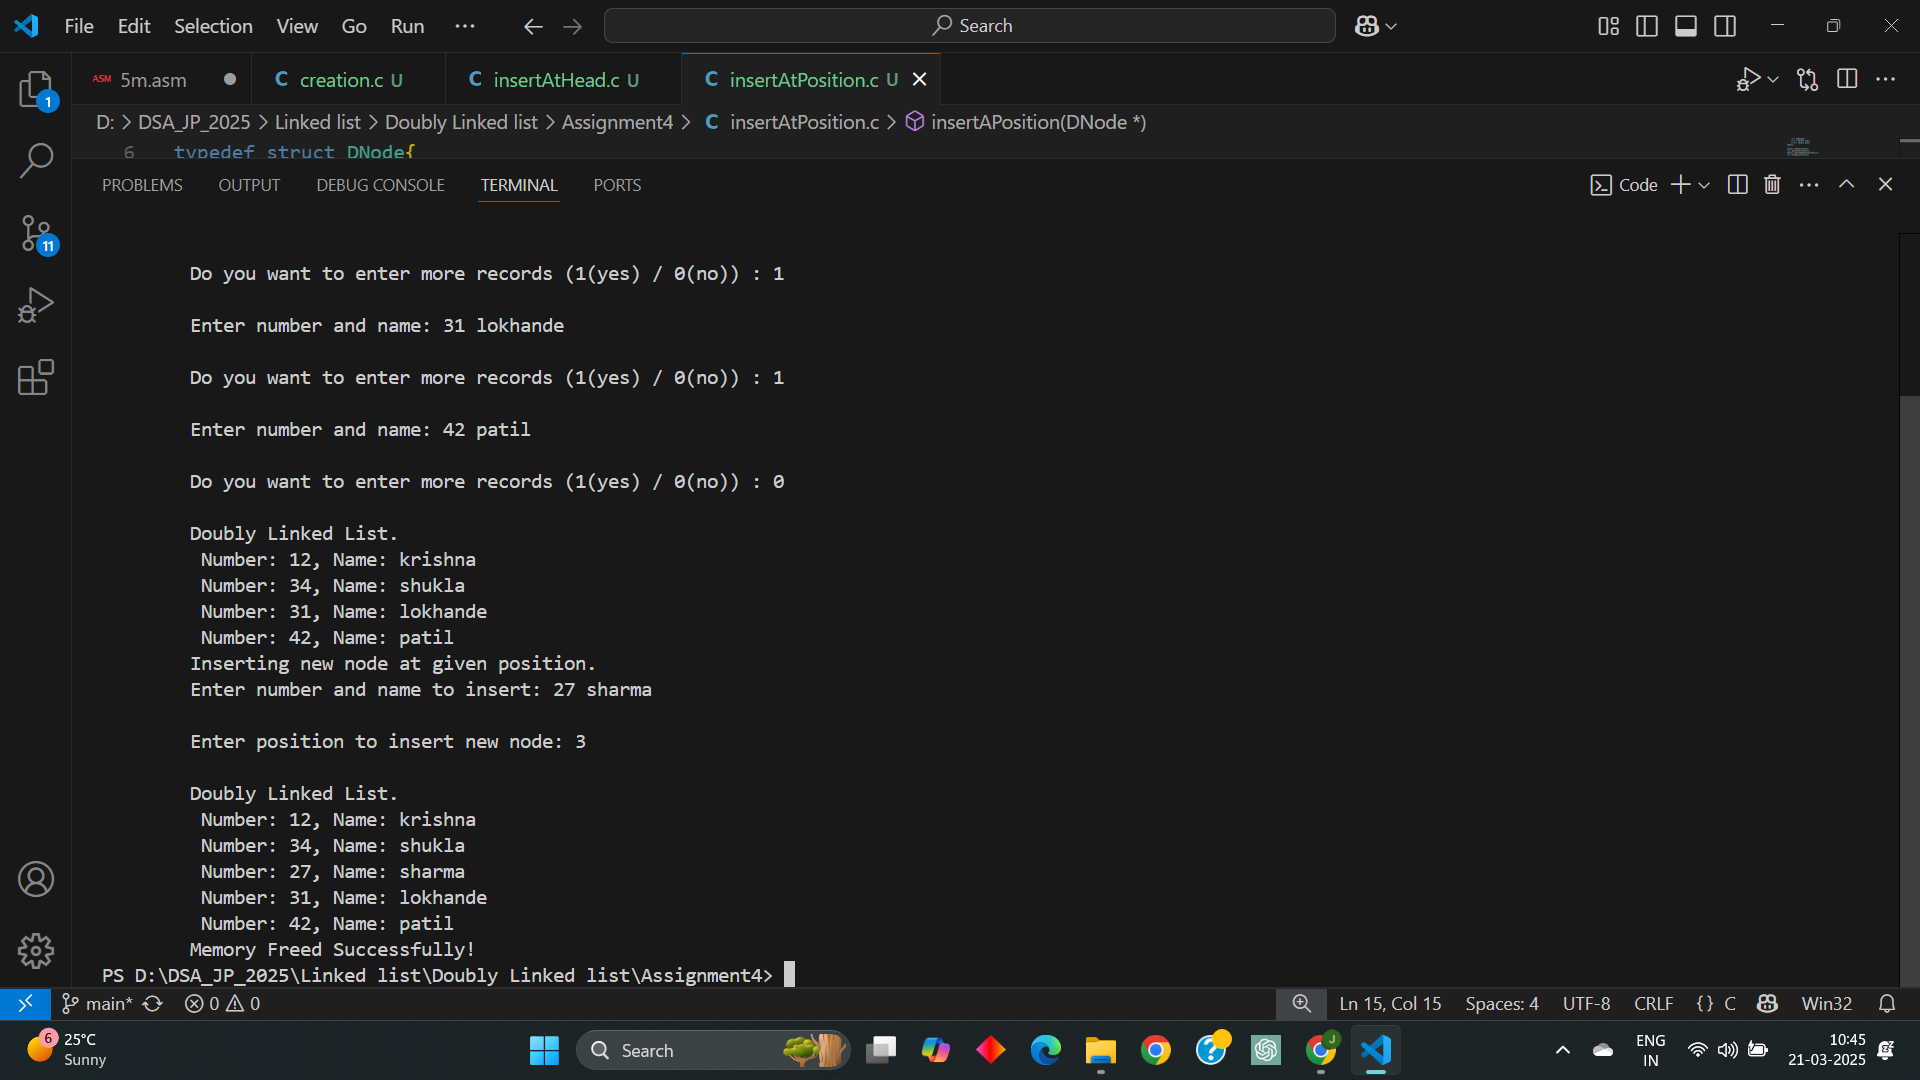 File Edit Selection View Go Run ··· Search
ASM 5m.asm C creation.c U C insertAtHead.c U C insertAtPosition.c U
D: > DSA_JP_2025 > Linked list > Doubly Linked list > Assignment4 > C insertAtPosition.c > insertAPosition(DNode *)
6 typedef struct DNode{
PROBLEMS OUTPUT DEBUG CONSOLE TERMINAL PORTS Code
Do you want to enter more records (1(yes) / 0(no)) : 1
Enter number and name: 31 lokhande
Do you want to enter more records (1(yes) / 0(no)) : 1
Enter number and name: 42 patil
Do you want to enter more records (1(yes) / 0(no)) : 0
Doubly Linked List.
Number: 12, Name: krishna
Number: 34, Name: shukla
Number: 31, Name: lokhande
Number: 42, Name: patil
Inserting new node at given position.
Enter number and name to insert: 27 sharma
Enter position to insert new node: 3
Doubly Linked List.
Number: 12, Name: krishna
Number: 34, Name: shukla
Number: 27, Name: sharma
Number: 31, Name: lokhande
Number: 42, Name: patil
Memory Freed Successfully!
PS D:\DSA_JP_2025\Linked list\Doubly Linked list\Assignment4>
1
11
main* 0 0 Ln 15, Col 15 Spaces: 4 UTF-8 CRLF {} C Win32
6 25°C
Sunny
Search
J
ENG
IN
10:45
21-03-2025